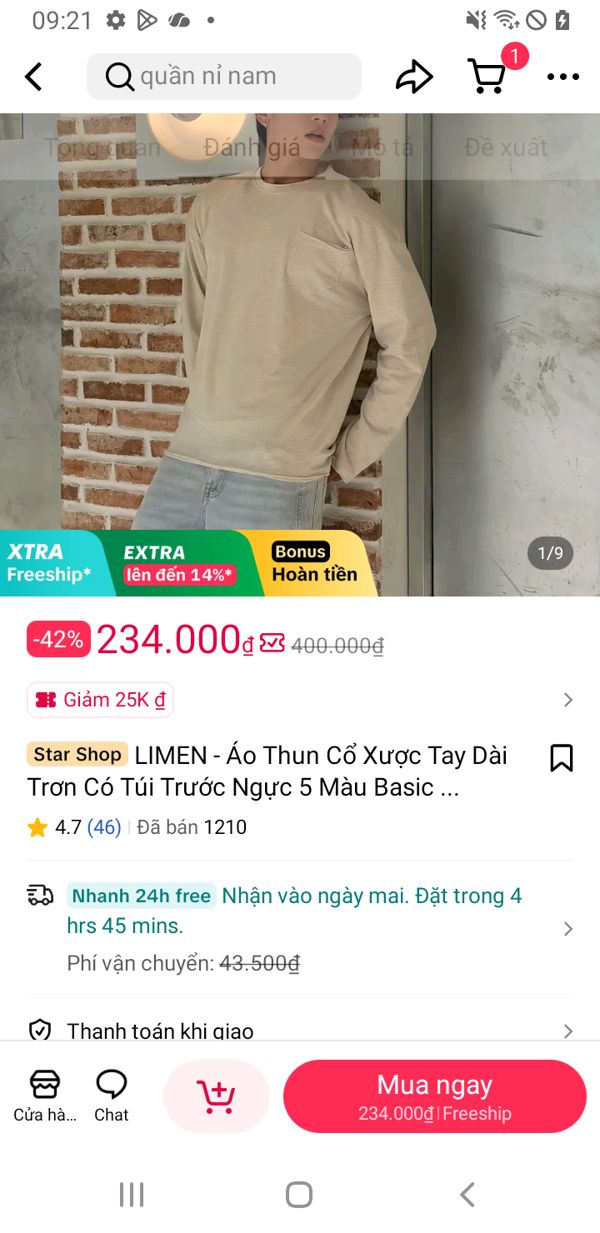 09:21
1
quần nỉ nam
Tổng quan Đánh giá Mô tả Đề xuất
XTRA
Freeship*
EXTRA
lên đến 14%*
Bonus
Hoàn tiền
1/9
-42% 234.000đ 400.000đ
Giảm 25K đ
Star Shop LIMEN - Áo Thun Cổ Xược Tay Dài
Trơn Có Túi Trước Ngực 5 Màu Basic ...
4.7 (46) Đã bán 1210
Nhanh 24h free Nhận vào ngày mai. Đặt trong 4
hrs 45 mins.
Phí vận chuyển: 43.500đ
Thanh toán khi giao
Cửa hà... Chat
Mua ngay
234.000đ | Freeship